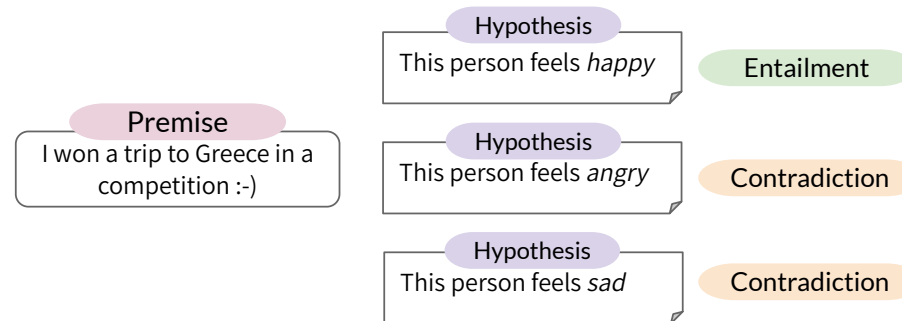 Premise
I won a trip to Greece in a
competition :-)
Hypothesis
This person feels happy
Entailment
Hypothesis
This person feels angry
Contradiction
Hypothesis
This person feels sad
Contradiction